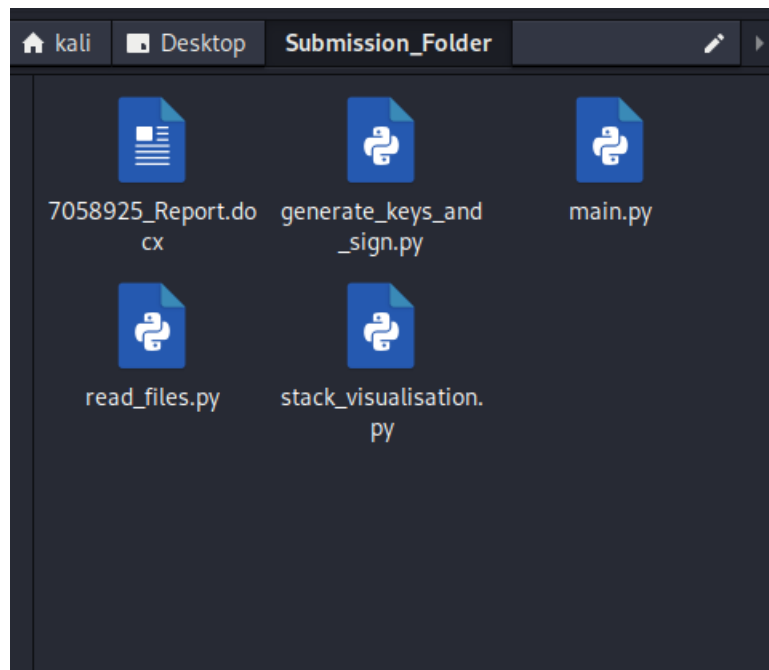 kali Desktop Submission_Folder
7058925_Report.do generate_keys_and main.py
cx _sign.py
read_files.py stack_visualisation.
py